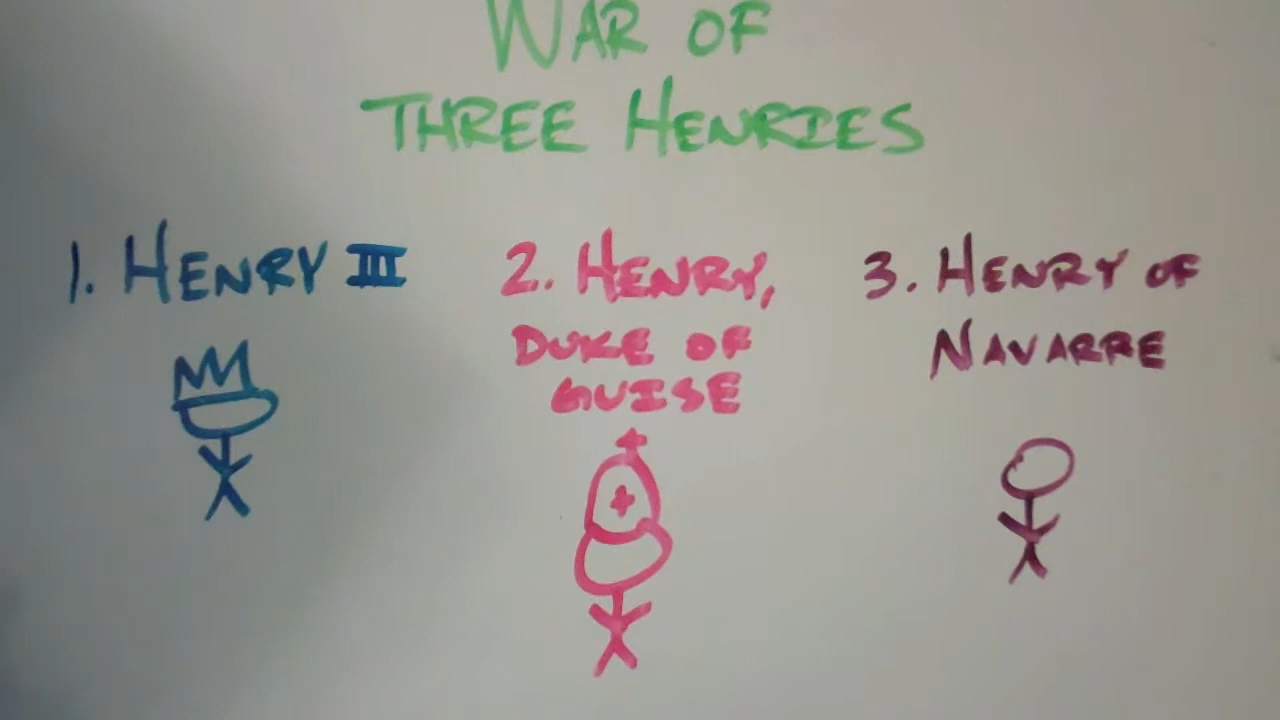 WAR OF
THREE HENRIES
1. HENRY III
2. HENRY,
DUKE OF
GUISE
3. HENRY OF
NAVARRE